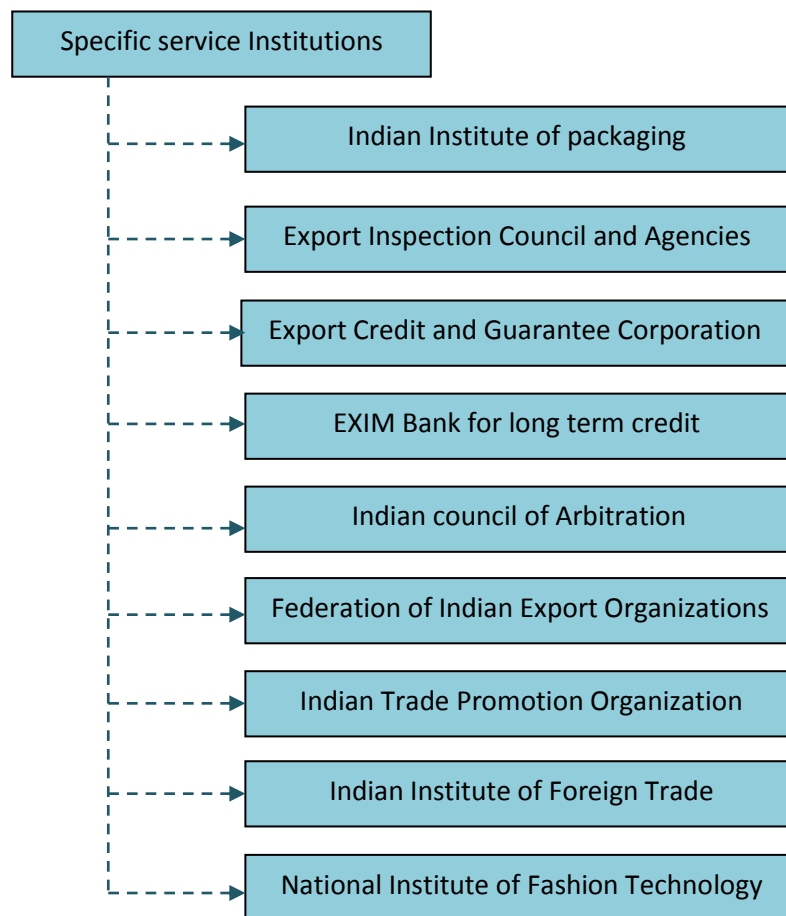 Specific service Institutions
Indian Institute of packaging
Export Inspection Council and Agencies
Export Credit and Guarantee Corporation
EXIM Bank for long term credit
Indian council of Arbitration
Federation of Indian Export Organizations
Indian Trade Promotion Organization
Indian Institute of Foreign Trade
National Institute of Fashion Technology